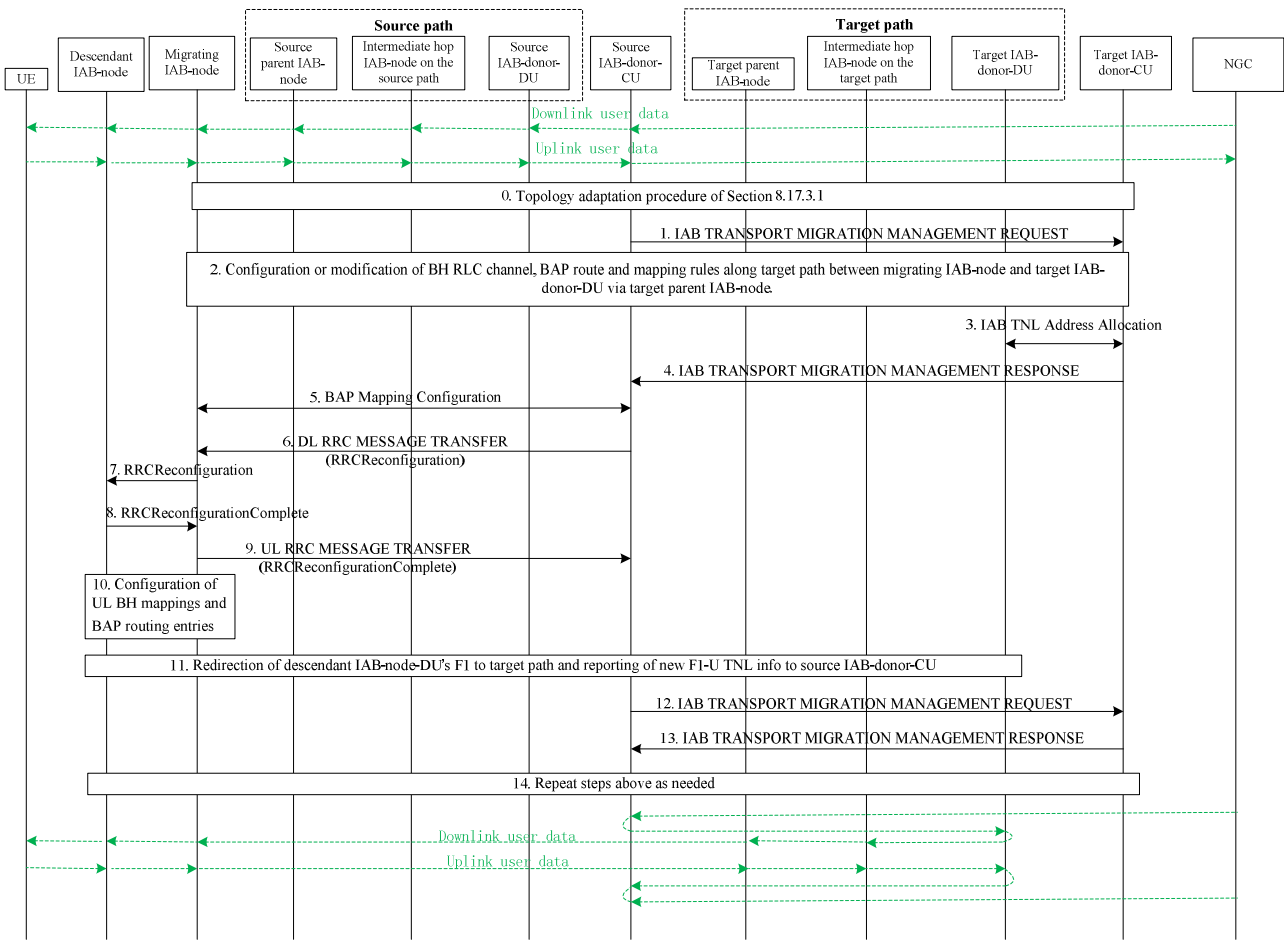 Source path
Target path
UE
Descendant
IAB-node
Migrating
IAB-node
Source
parent IAB-
node
Intermediate hop
IAB-node on the
source path
Source
IAB-donor-
DU
Source
IAB-donor-
CU
Target parent
IAB-node
Intermediate hop
IAB-node on the
target path
Target IAB-
donor-DU
Target IAB-
donor-CU
NGC
Downlink user data
Uplink user data
0. Topology adaptation procedure of Section 8.17.3.1
1. IAB TRANSPORT MIGRATION MANAGEMENT REQUEST
2. Configuration or modification of BH RLC channel, BAP route and mapping rules along target path between migrating IAB-node and target IAB-
donor-DU via target parent IAB-node.
3. IAB TNL Address Allocation
4. IAB TRANSPORT MIGRATION MANAGEMENT RESPONSE
5. BAP Mapping Configuration
6. DL RRC MESSAGE TRANSFER
(RRCReconfiguration)
7. RRCReconfiguration
8. RRCReconfigurationComplete
9. UL RRC MESSAGE TRANSFER
(RRCReconfigurationComplete)
10. Configuration of
UL BH mappings and
BAP routing entries
11. Redirection of descendant IAB-node-DU's F1 to target path and reporting of new F1-U TNL info to source IAB-donor-CU
12. IAB TRANSPORT MIGRATION MANAGEMENT REQUEST
13. IAB TRANSPORT MIGRATION MANAGEMENT RESPONSE
14. Repeat steps above as needed
Downlink user data
Uplink user data